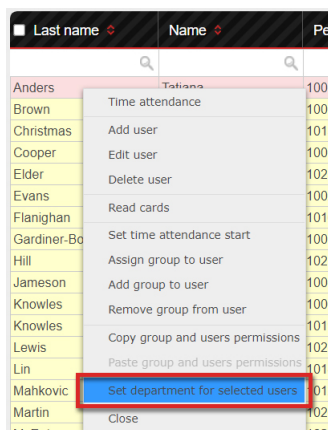 Last name Name Pe
Anders Tatiana 100
Brown 100
Christmas 101
Cooper 100
Elder 102
Evans 100
Flanighan 101
Gardiner-Bo 100
Hill 102
Jameson 100
Knowles 100
Knowles 101
Lewis 102
Lin 101
Mahkovic 101
Martin 102
Time attendance
Add user
Edit user
Delete user
Read cards
Set time attendance start
Assign group to user
Add group to user
Remove group from user
Copy group and users permissions
Paste group and users permissions
Set department for selected users
Close